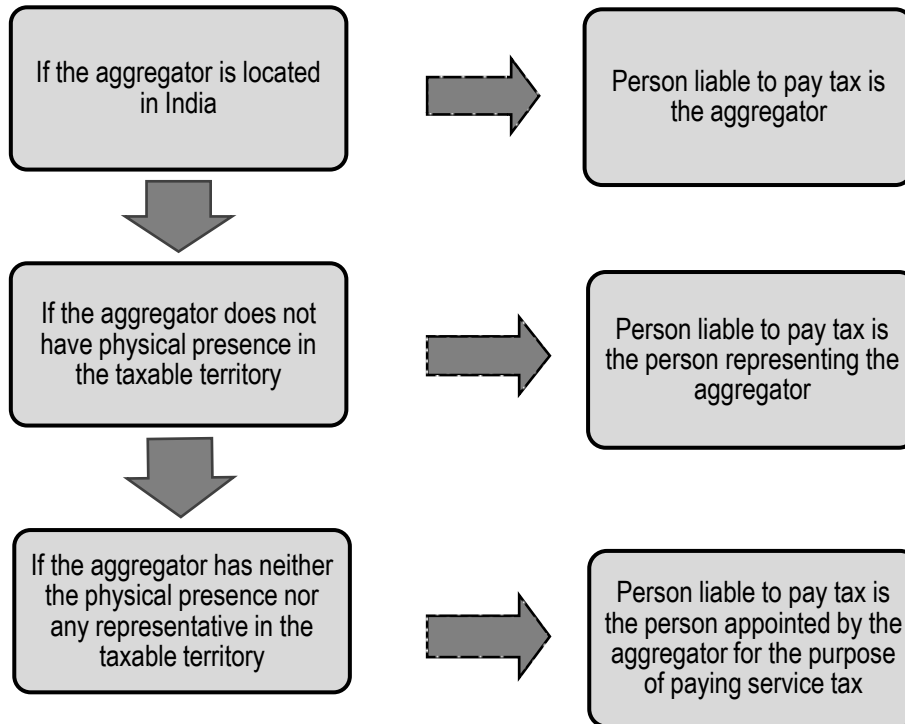 If the aggregator is located
in India
Person liable to pay tax is
the aggregator
If the aggregator does not
have physical presence in
the taxable territory
Person liable to pay tax is
the person representing the
aggregator
If the aggregator has neither
the physical presence nor
any representative in the
taxable territory
Person liable to pay tax is
the person appointed by the
aggregator for the purpose
of paying service tax